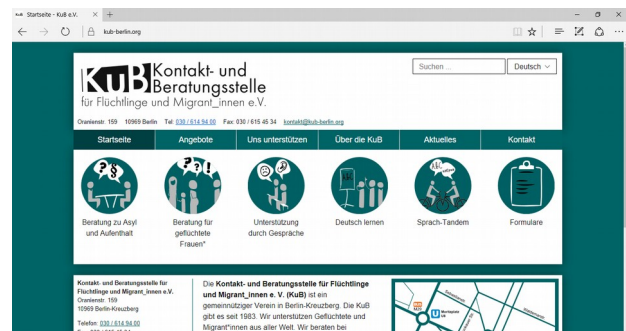 KuB Startseite - KuB e.V.
kub-berlin.org
KuB Kontakt- und
Beratungsstelle
für Flüchtlinge und Migrant_innen e.V.
Suchen ...
Deutsch
Oranienstr. 159 10969 Berlin Tel: 030 / 614 94 00 Fax: 030 / 615 45 34 kontakt@kub-berlin.org
Startseite Angebote Uns unterstützen Über die KuB Aktuelles Kontakt
Beratung zu Asyl
und Aufenthalt
Beratung für
geflüchtete
Frauen*
Unterstützung
durch Gespräche
Deutsch lernen
Sprach-Tandem
Formulare
Kontakt- und Beratungsstelle für
Flüchtlinge und Migrant_innen e.V.
Oranienstr. 159
10969 Berlin-Kreuzberg
Telefon: 030 / 614 94 00
Die Kontakt- und Beratungsstelle für Flüchtlinge
und Migrant_innen e. V. (KuB) ist ein
gemeinnütziger Verein in Berlin-Kreuzberg. Die KuB
gibt es seit 1983. Wir unterstützen Geflüchtete und
Migrant*innen aus aller Welt. Wir beraten bei
Moritzplatz
U8